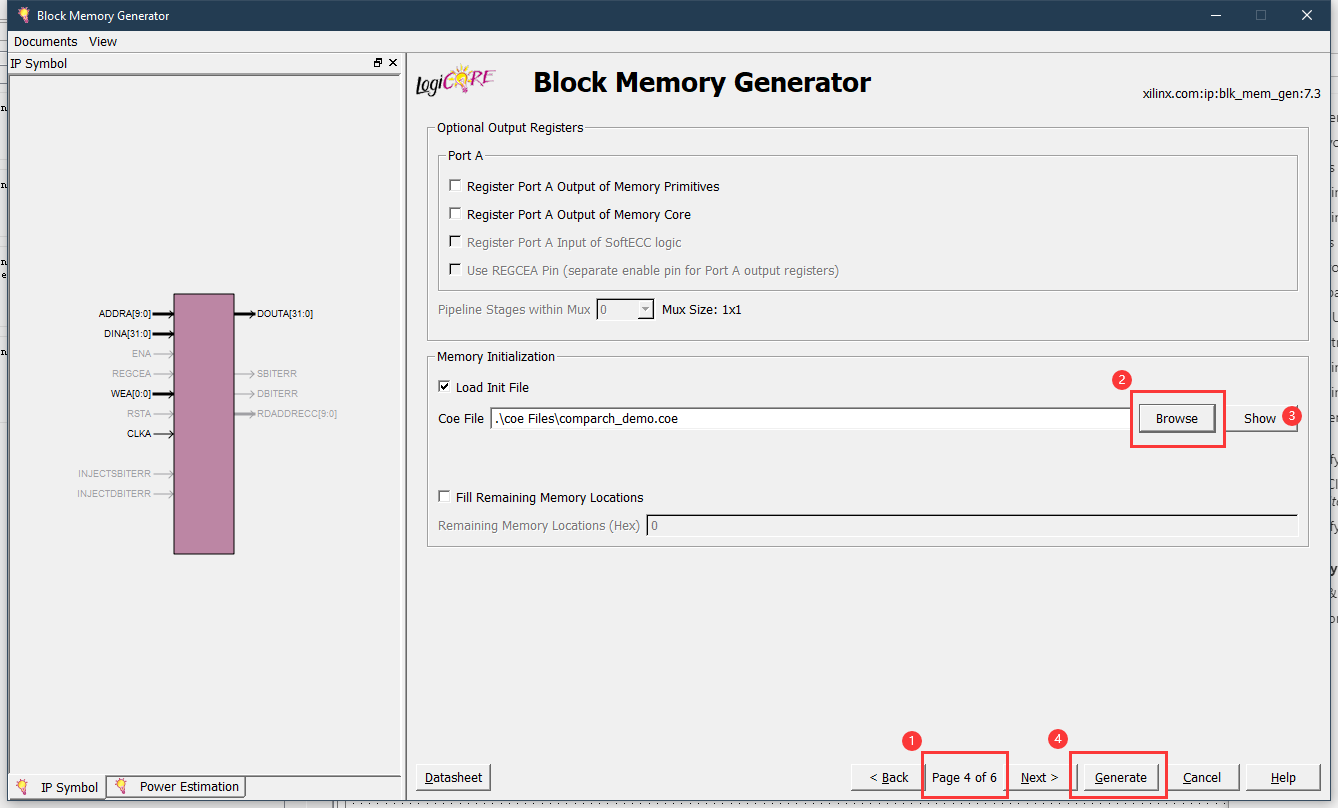 Block Memory Generator
Documents View
IP Symbol
ADDRA[9:0]
DINA[31:0]
ENA
REGCEA
WEA[0:0]
RSTA
CLKA
INJECTSBITERR
INJECTDBITERR
DOUTA[31:0]
SBITERR
DBITERR
RDADDRECC[9:0]
IP Symbol
Power Estimation
LogiCORE
Block Memory Generator
xilinx.com:ip:blk_mem_gen:7.3
Optional Output Registers
Port A
Register Port A Output of Memory Primitives
Register Port A Output of Memory Core
Register Port A Input of SoftECC logic
Use REGCEA Pin (separate enable pin for Port A output registers)
Pipeline Stages within Mux 0 Mux Size: 1x1
Memory Initialization
Load Init File
2
Coe File .\coe Files\comparch_demo.coe Browse Show 3
Fill Remaining Memory Locations
Remaining Memory Locations (Hex) 0
1 4
Datasheet < Back Page 4 of 6 Next > Generate Cancel Help